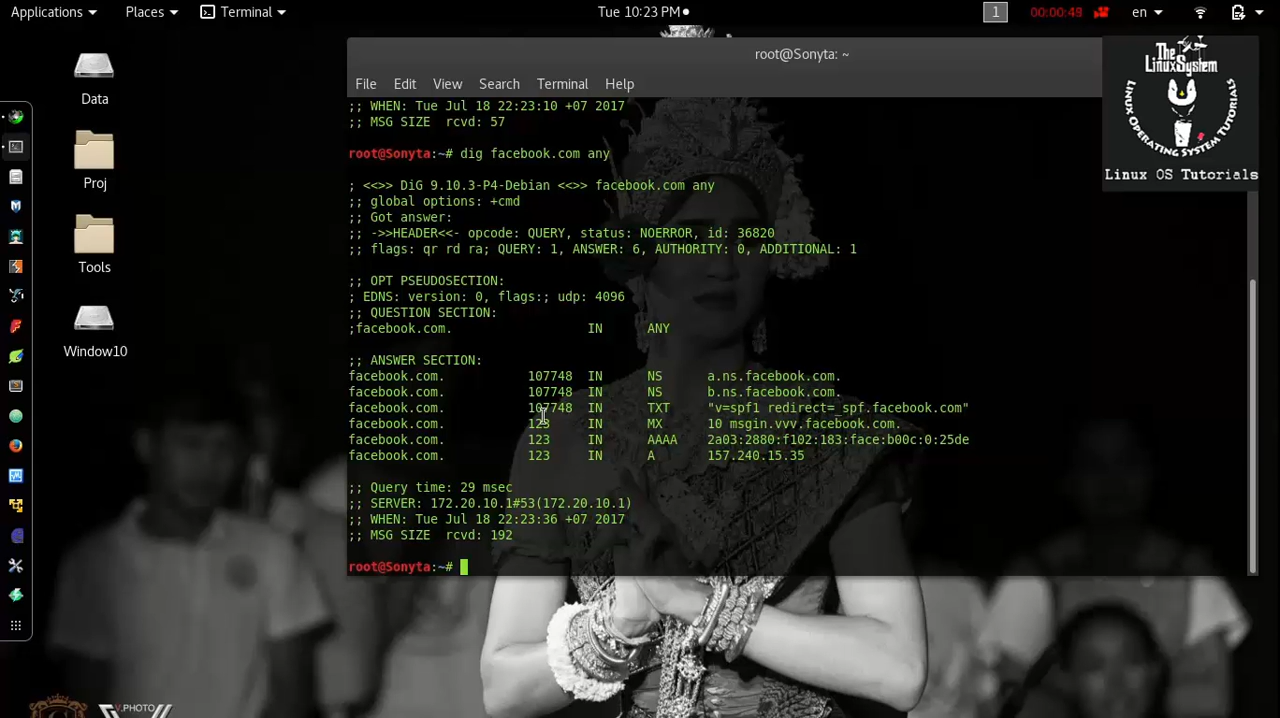 Applications Places Terminal Tue 10:23 PM 1 00:00:49 en
root@Sonyta: ~
File Edit View Search Terminal Help
The
LinuxSystem
LINUX OPERATING SYSTEM TUTORIALS
Linux OS Tutorials
Data
Proj
Tools
Window10
;; WHEN: Tue Jul 18 22:23:10 +07 2017
;; MSG SIZE rcvd: 57
root@Sonyta:~# dig facebook.com any
; <<>> DiG 9.10.3-P4-Debian <<>> facebook.com any
;; global options: +cmd
;; Got answer:
;; ->>HEADER<<- opcode: QUERY, status: NOERROR, id: 36820
;; flags: qr rd ra; QUERY: 1, ANSWER: 6, AUTHORITY: 0, ADDITIONAL: 1
;; OPT PSEUDOSECTION:
; EDNS: version: 0, flags:; udp: 4096
;; QUESTION SECTION:
;facebook.com. IN ANY
;; ANSWER SECTION:
facebook.com. 107748 IN NS a.ns.facebook.com.
facebook.com. 107748 IN NS b.ns.facebook.com.
facebook.com. 107748 IN TXT "v=spf1 redirect=_spf.facebook.com"
facebook.com. 123 IN MX 10 msgin.vvv.facebook.com.
facebook.com. 123 IN AAAA 2a03:2880:f102:183:face:b00c:0:25de
facebook.com. 123 IN A 157.240.15.35
;; Query time: 29 msec
;; SERVER: 172.20.10.1#53(172.20.10.1)
;; WHEN: Tue Jul 18 22:23:36 +07 2017
;; MSG SIZE rcvd: 192
root@Sonyta:~#
V.PHOTO